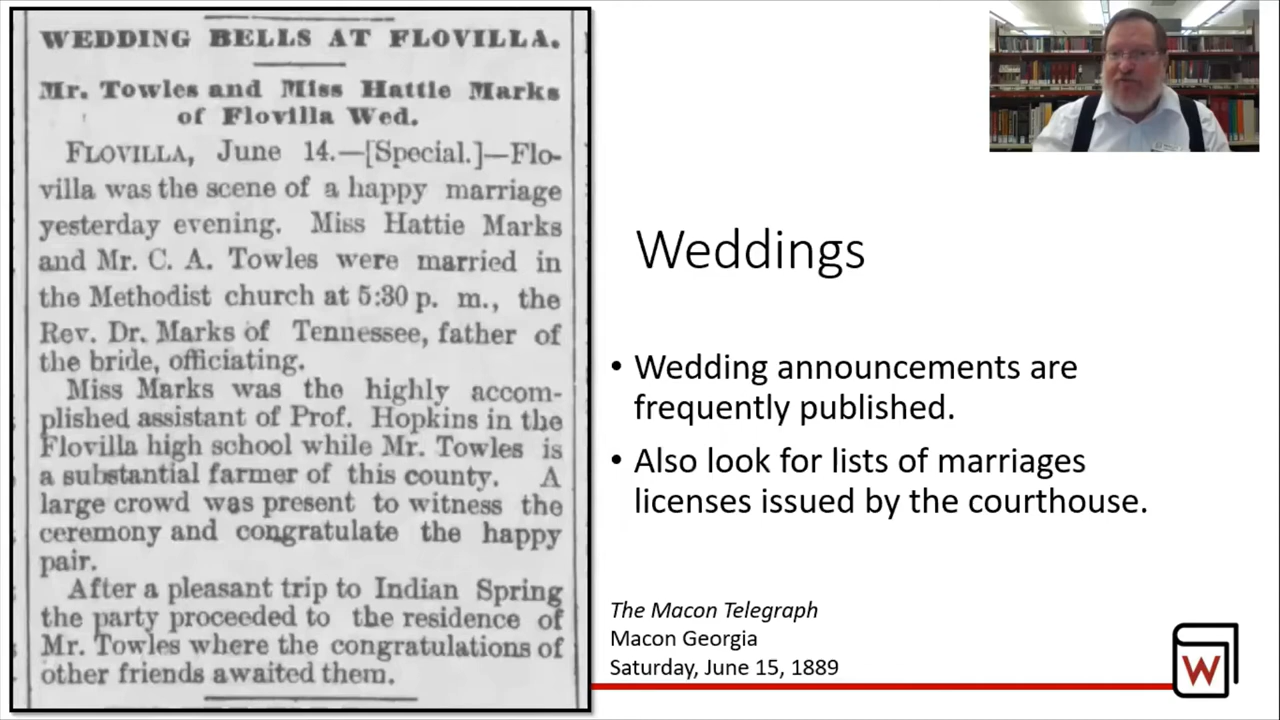 WEDDING BELLS AT FLOVILLA.
Mr. Towles and Miss Hattie Marks
of Flovilla Wed.
FLOVILLA, June 14.—[Special.]—Flo-
villa was the scene of a happy marriage
yesterday evening. Miss Hattie Marks
and Mr. C. A. Towles were married in
the Methodist church at 5:30 p. m., the
Rev. Dr. Marks of Tennessee, father of
the bride, officiating.
Miss Marks was the highly accom-
plished assistant of Prof. Hopkins in the
Flovilla high school while Mr. Towles is
a substantial farmer of this county. A
large crowd was present to witness the
ceremony and congratulate the happy
pair.
After a pleasant trip to Indian Spring
the party proceeded to the residence of
Mr. Towles where the congratulations of
other friends awaited them.
Weddings
• Wedding announcements are
frequently published.
• Also look for lists of marriages
licenses issued by the courthouse.
The Macon Telegraph
Macon Georgia
Saturday, June 15, 1889
W